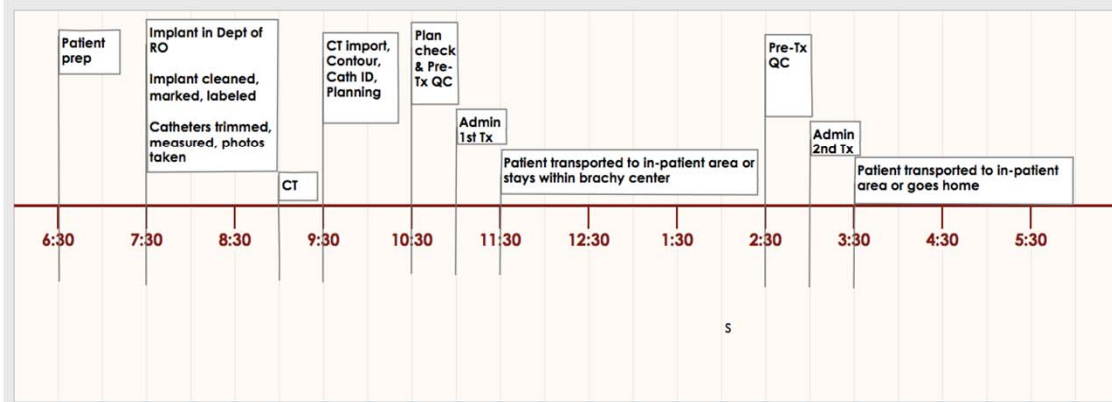 Patient
prep
Implant in Dept of
RO
Implant cleaned,
marked, labeled
Catheters trimmed,
measured, photos
taken
CT
CT import,
Contour,
Cath ID,
Planning
Plan
check
& Pre-
Tx QC
Admin
1st Tx
Patient transported to in-patient area or
stays within brachy center
Pre-Tx
QC
Admin
2nd Tx
Patient transported to in-patient
area or goes home
6:30 7:30 8:30 9:30 10:30 11:30 12:30 1:30 2:30 3:30 4:30 5:30
S